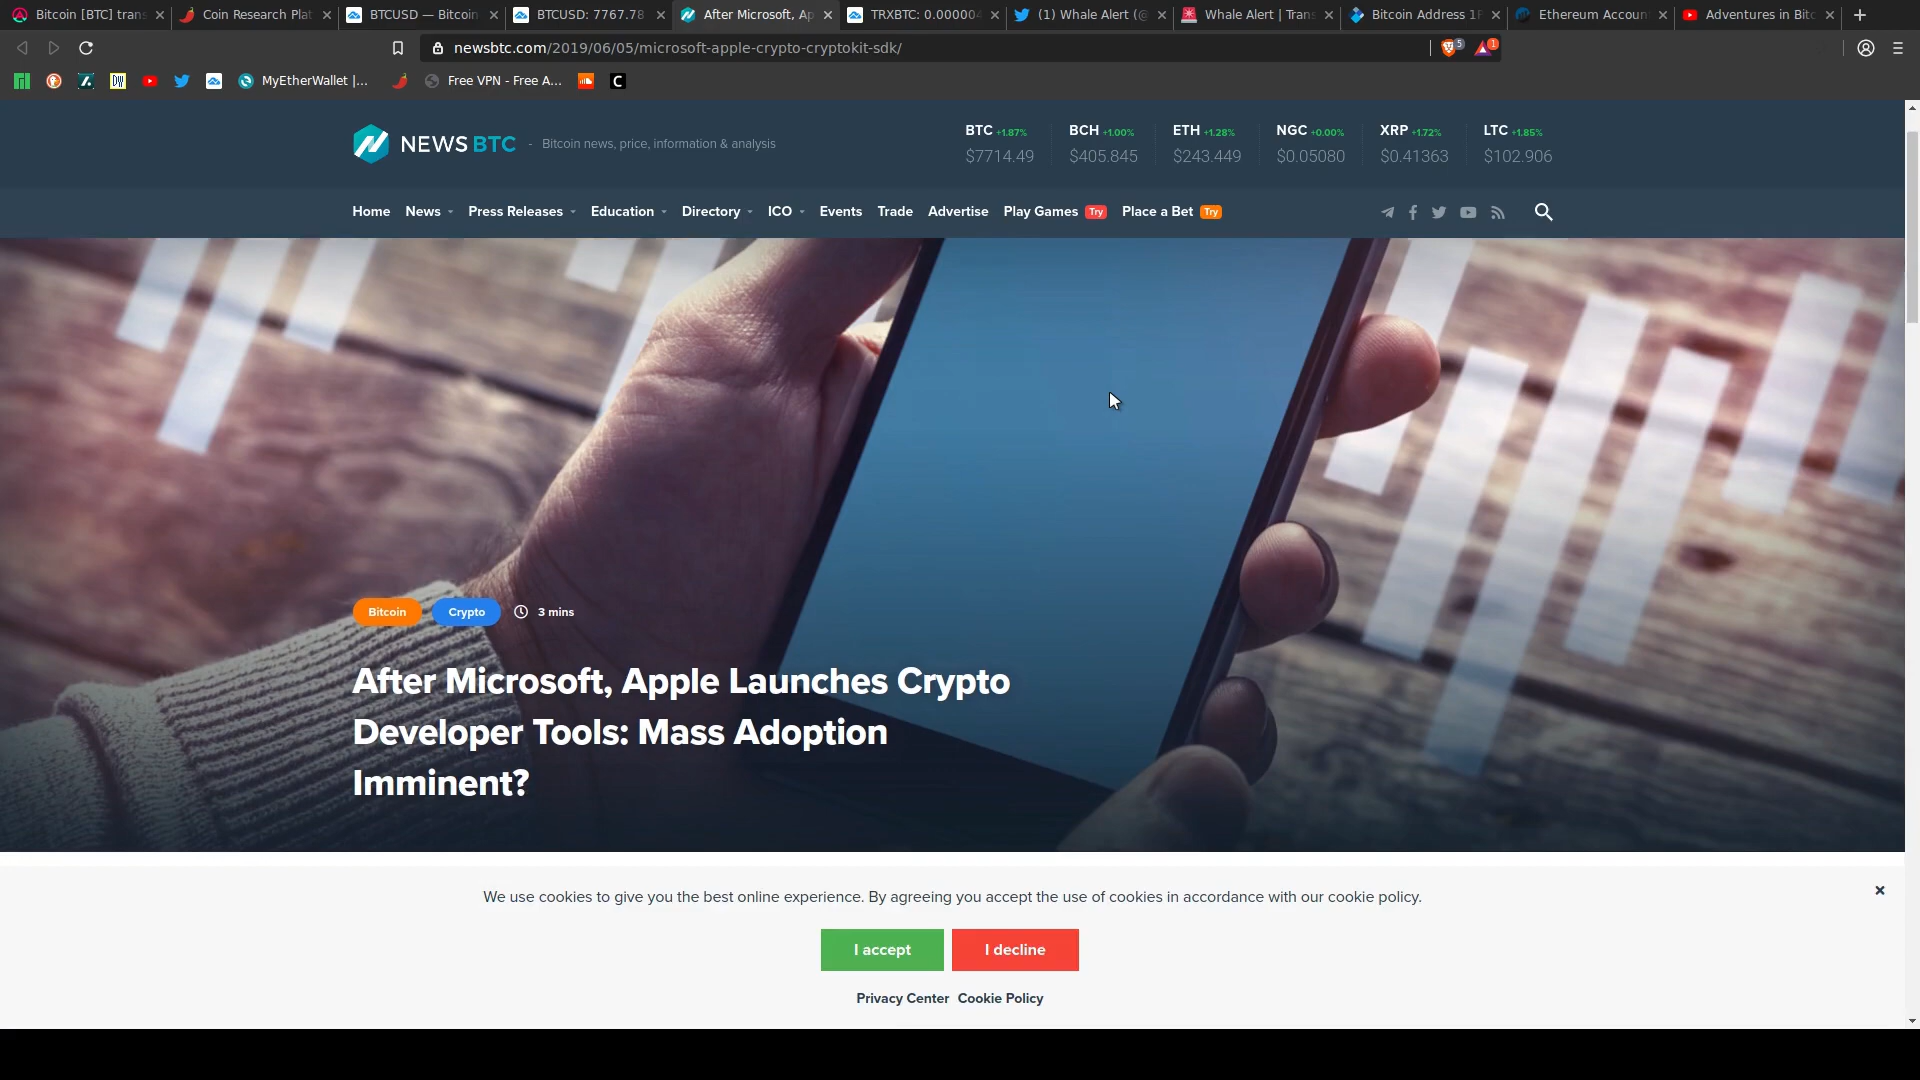 Bitcoin [BTC] trans
Coin Research Plat
BTCUSD — Bitcoin
BTCUSD: 7767.78
After Microsoft, Ap
TRXBTC: 0.000004
(1) Whale Alert (@
Whale Alert | Trans
Bitcoin Address 1F
Ethereum Accoun
Adventures in Bitc
newsbtc.com/2019/06/05/microsoft-apple-crypto-cryptokit-sdk/
5
1
DW
MyEtherWallet |...
Free VPN - Free A...
C
NEWS BTC - Bitcoin news, price, information & analysis
BTC +1.87%
$7714.49
BCH +1.00%
$405.845
ETH +1.28%
$243.449
NGC +0.00%
$0.05080
XRP +1.72%
$0.41363
LTC +1.85%
$102.906
Home News Press Releases Education Directory ICO Events Trade Advertise Play Games Try Place a Bet Try
Bitcoin Crypto 3 mins
After Microsoft, Apple Launches Crypto
Developer Tools: Mass Adoption
Imminent?
We use cookies to give you the best online experience. By agreeing you accept the use of cookies in accordance with our cookie policy.
I accept I decline
Privacy Center Cookie Policy